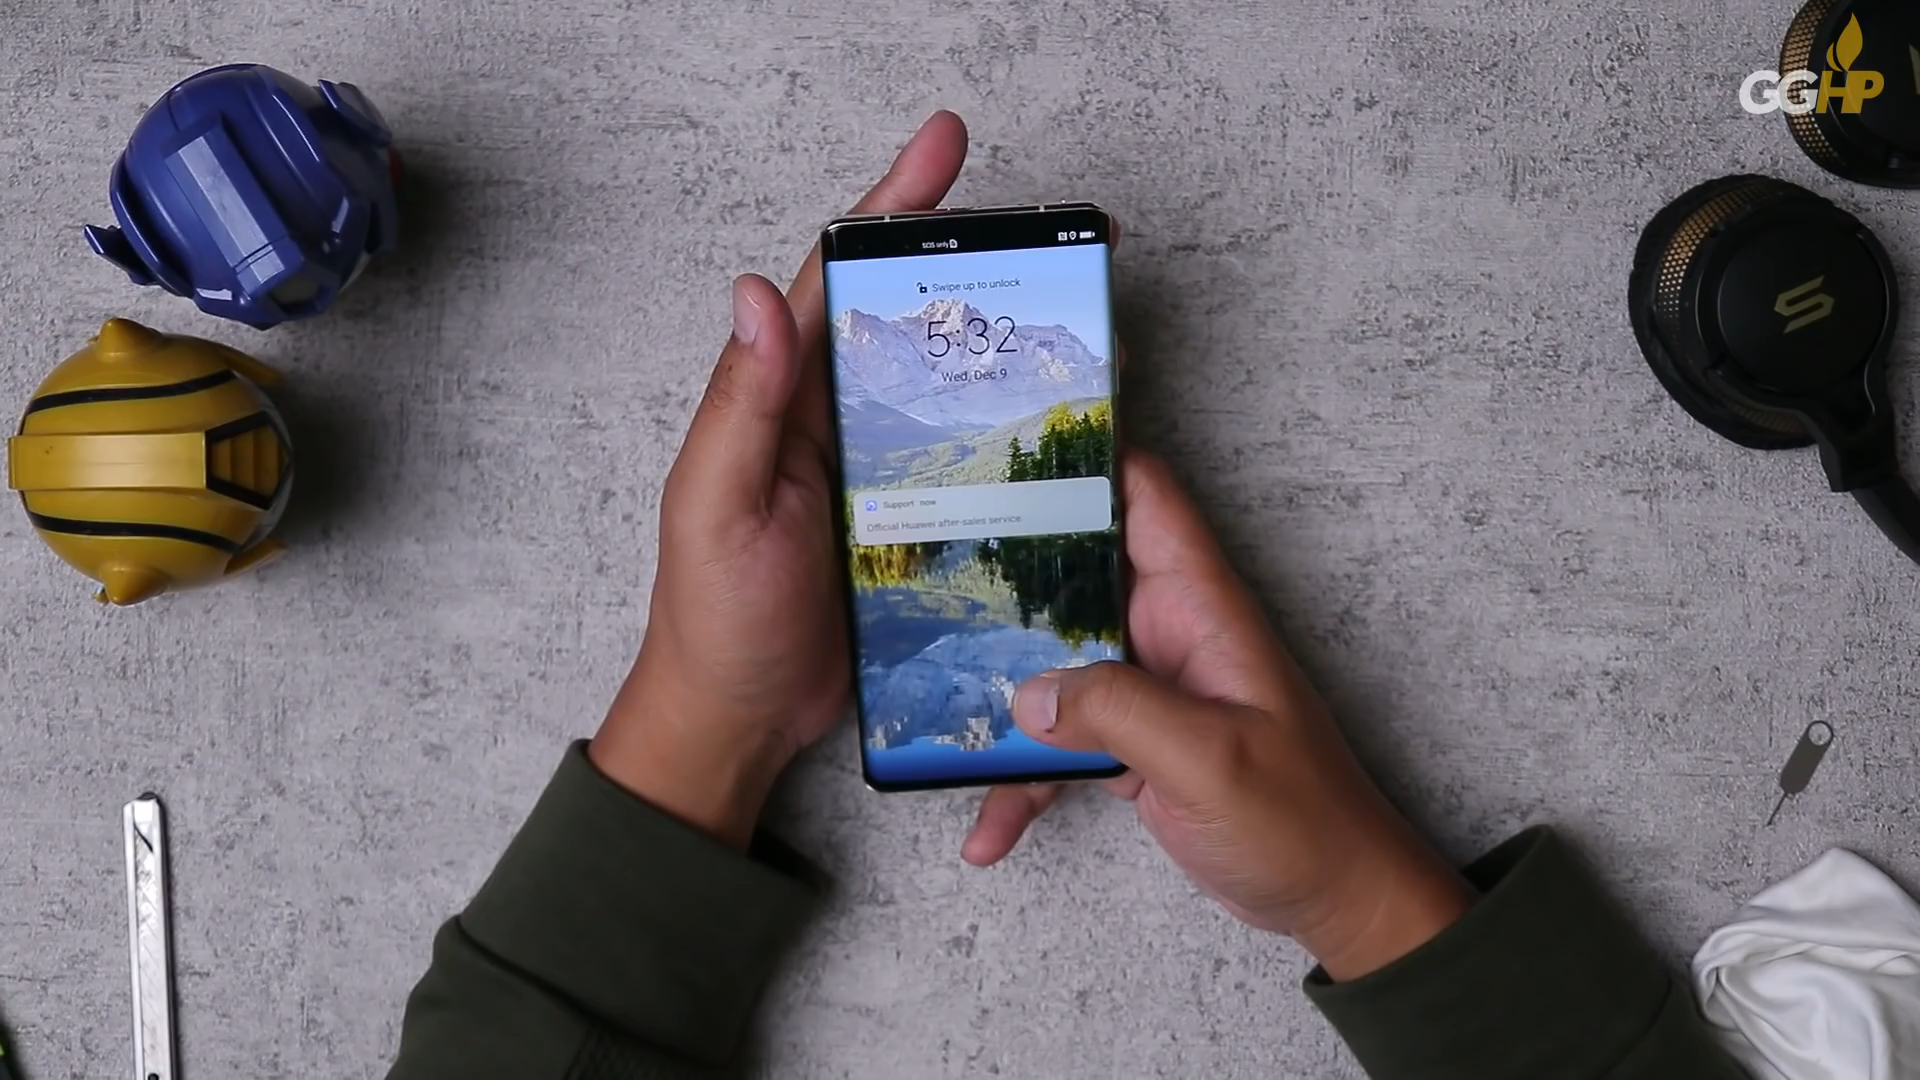 GGHP
SOS only
Swipe up to unlock
5:32
Wed, Dec 9
Support now
Official Huawei after-sales service